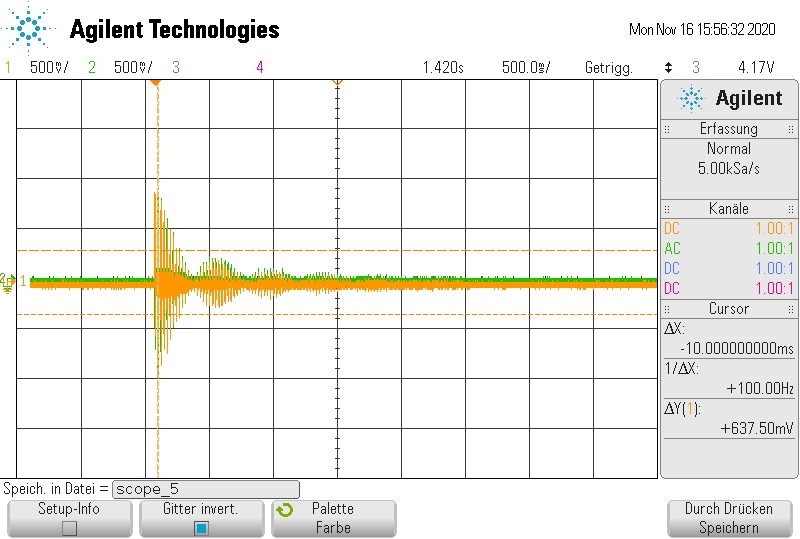 Agilent Technologies
Mon Nov 16 15:56:32 2020
1 500mV/ 2 500mV/ 3 4 1.420s 500.0ms/ Getrigg. 3 4.17V
Agilent
Erfassung
Normal
5.00kSa/s
Kanäle
DC 1.00:1
AC 1.00:1
DC 1.00:1
DC 1.00:1
Cursor
ΔX:
-10.000000000ms
1/ΔX:
+100.00Hz
ΔY(1):
+637.50mV
2 1
Speich. in Datei = scope_5
Setup-Info
Gitter invert.
Palette
Farbe
Durch Drücken
Speichern